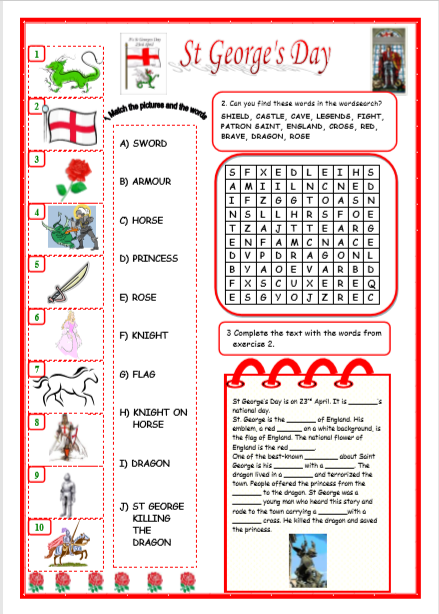 St George's Day
1. Match the pictures and the words
1
2
3
4
5
6
7
8
9
10
A) SWORD
B) ARMOUR
C) HORSE
D) PRINCESS
E) ROSE
F) KNIGHT
G) FLAG
H) KNIGHT ON
HORSE
I) DRAGON
J) ST GEORGE
KILLING
THE
DRAGON
2. Can you find these words in the wordsearch?
SHIELD, CASTLE, CAVE, LEGENDS, FIGHT,
PATRON SAINT, ENGLAND, CROSS, RED,
BRAVE, DRAGON, ROSE
S F X E D L E I H S
A M I I L N C N E D
I F Z G G T O A S N
N S L L H R S F O E
T Z A J T T E A R G
E N F A M C N A C E
D V P D R A G O N L
B Y A O E V A R B D
F X S C U X E R E Q
E S G Y O J Z R E C
3 Complete the text with the words from
exercise 2.
St George's Day is on 23rd April. It is _______'s
national day.
St. George is the _______ of England. His
emblem, a red ______ on a white background, is
the flag of England. The national flower of
England is the red ______.
One of the best-known ________ about Saint
George is his _______ with a _______. The
dragon lived in a _______ and terrorized the
town. People offered the princess from the
_______ to the dragon. St George was a
_______ young man who heard this story and
rode to the town carrying a _______with a
_______ cross. He killed the dragon and saved
the princess.